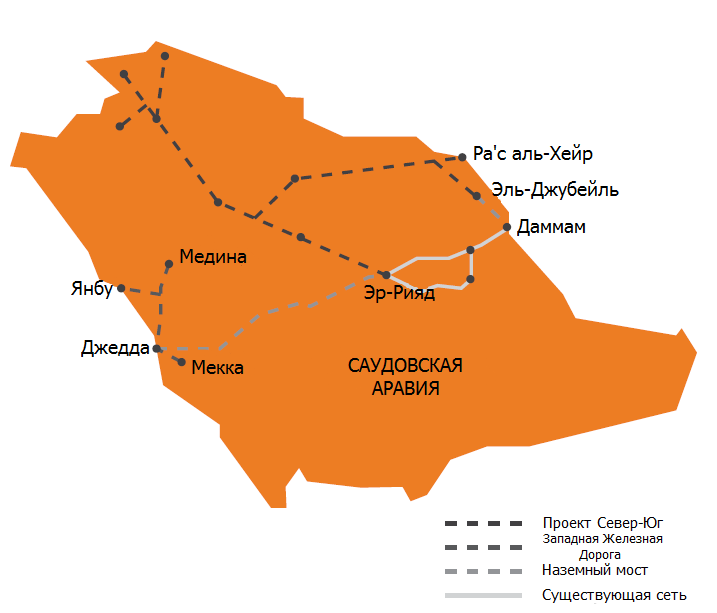 Ра'с аль-Хейр
Эль-Джубейль
Даммам
Медина
Янбу
Эр-Рияд
Джедда
Мекка
САУДОВСКАЯ
АРАВИЯ
Проект Север-Юг
Западная Железная
Дорога
Наземный мост
Существующая сеть